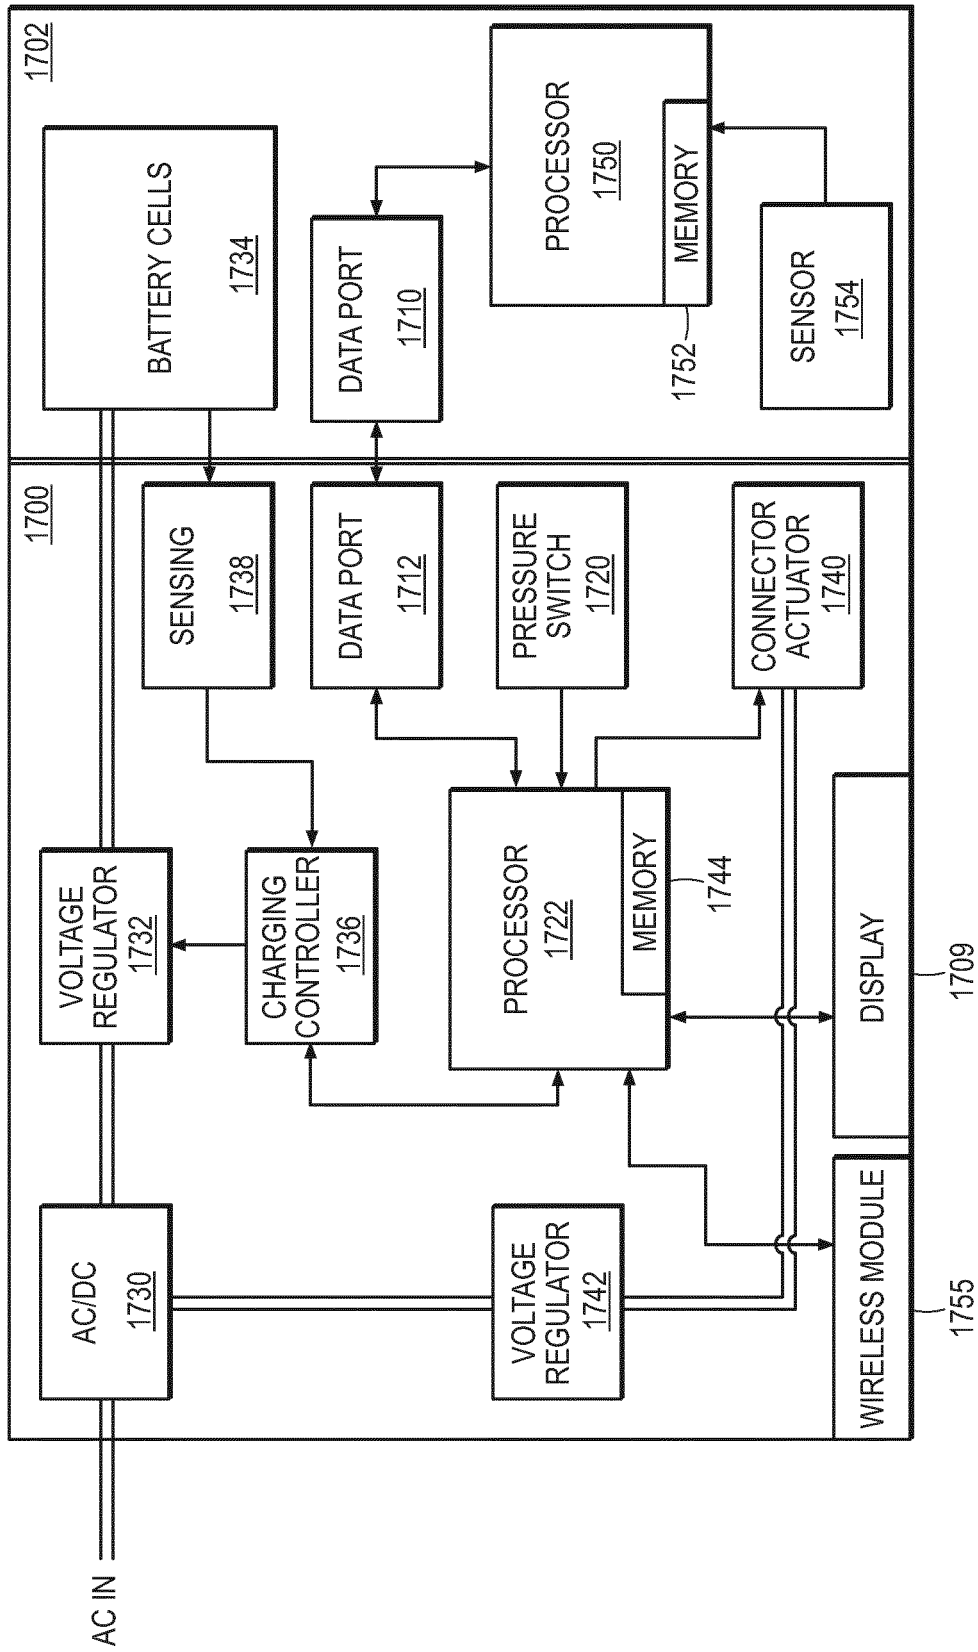 1700
1702
AC IN
AC/DC
1730
VOLTAGE
REGULATOR
1732
BATTERY CELLS
1734
SENSING
1738
CHARGING
CONTROLLER
1736
DATA PORT
1712
DATA PORT
1710
PROCESSOR
1750
MEMORY
1752
SENSOR
1754
VOLTAGE
REGULATOR
1742
PROCESSOR
1722
MEMORY
1744
PRESSURE
SWITCH
1720
CONNECTOR
ACTUATOR
1740
WIRELESS MODULE
1755
DISPLAY
1709